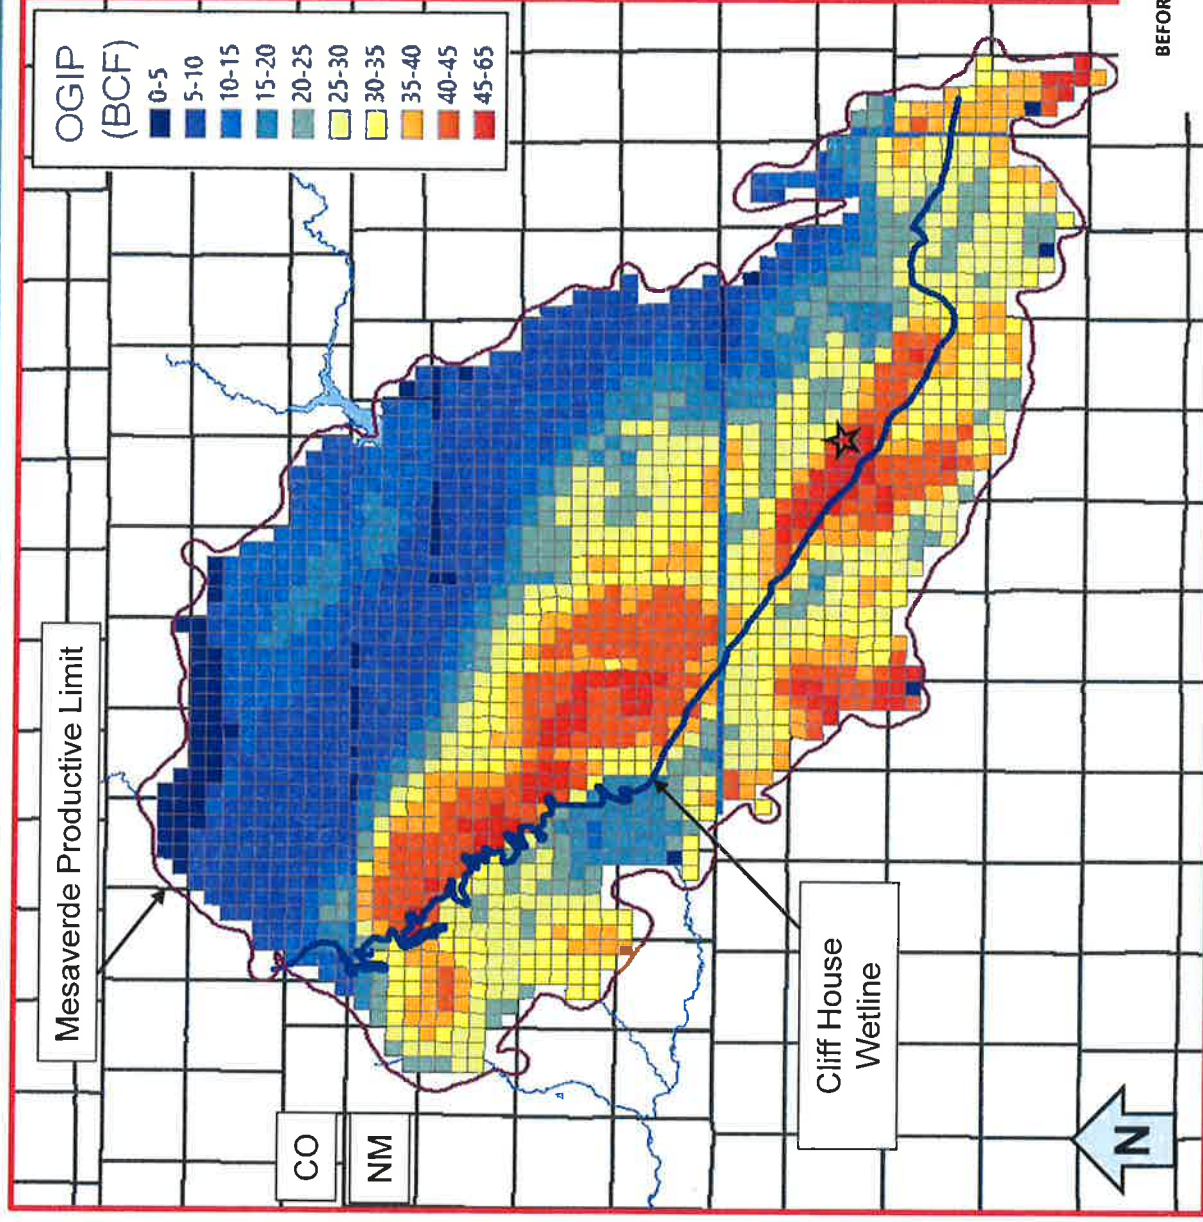 OGIP
(BCF)
0-5
5-10
10-15
15-20
20-25
25-30
30-35
35-40
40-45
45-65
Mesaverde Productive Limit
CO
NM
Cliff House
Wetline
N
BEFOR